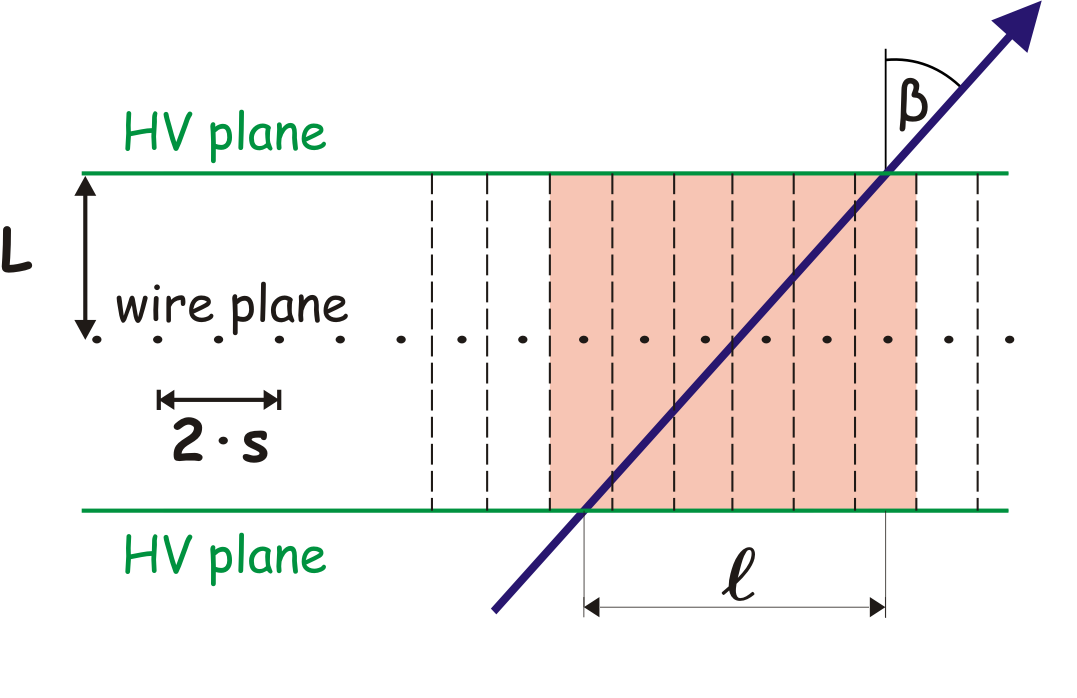 β
HV plane
L
wire plane
2 · s
HV plane
ℓ